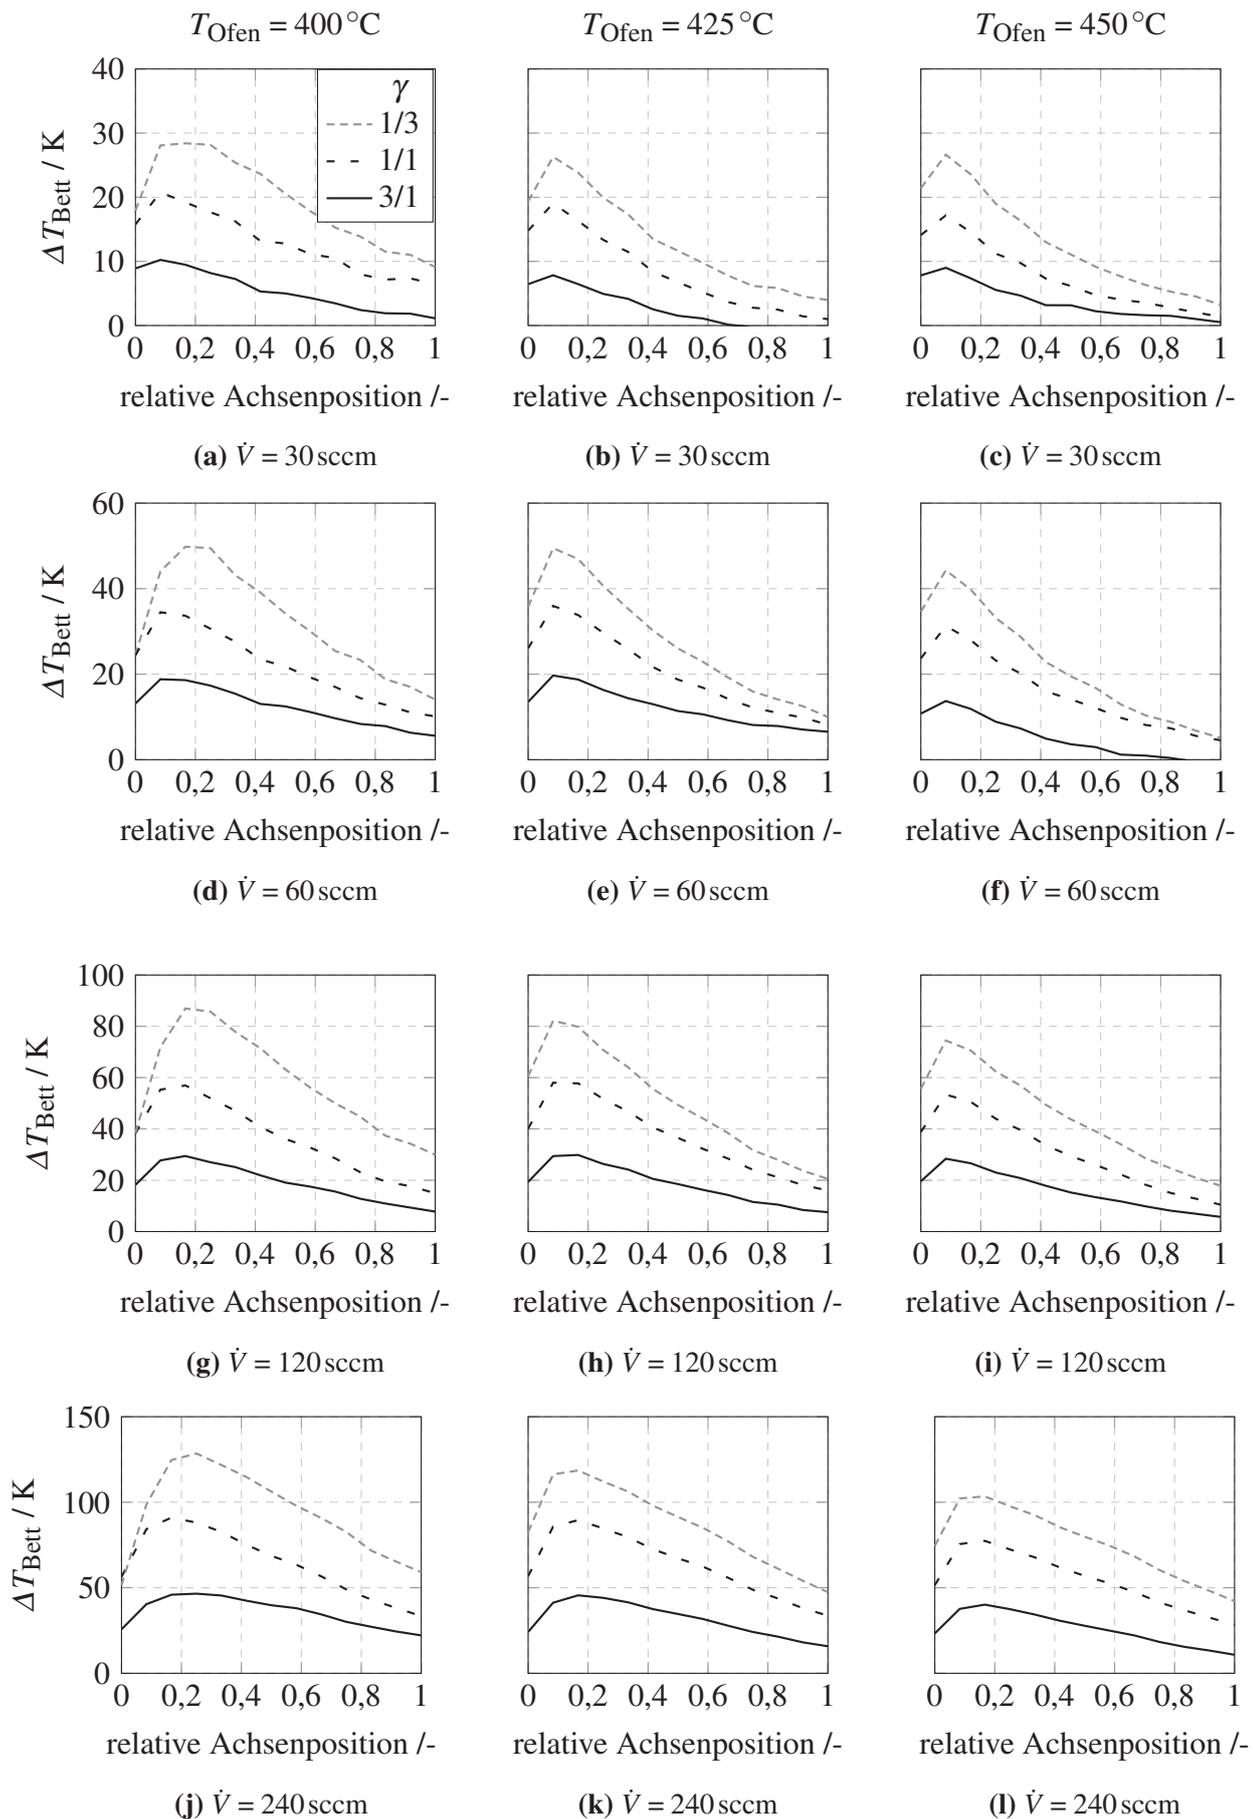 T_Ofen = 400 °C T_Ofen = 425 °C T_Ofen = 450 °C
ΔT_Bett / K
40
30
20
10
0
γ
1/3
1/1
3/1
0 0,2 0,4 0,6 0,8 1 0 0,2 0,4 0,6 0,8 1 0 0,2 0,4 0,6 0,8 1
relative Achsenposition /- relative Achsenposition /- relative Achsenposition /-
(a) V̇ = 30 sccm (b) V̇ = 30 sccm (c) V̇ = 30 sccm
ΔT_Bett / K
60
40
20
0
0 0,2 0,4 0,6 0,8 1 0 0,2 0,4 0,6 0,8 1 0 0,2 0,4 0,6 0,8 1
relative Achsenposition /- relative Achsenposition /- relative Achsenposition /-
(d) V̇ = 60 sccm (e) V̇ = 60 sccm (f) V̇ = 60 sccm
ΔT_Bett / K
100
80
60
40
20
0
0 0,2 0,4 0,6 0,8 1 0 0,2 0,4 0,6 0,8 1 0 0,2 0,4 0,6 0,8 1
relative Achsenposition /- relative Achsenposition /- relative Achsenposition /-
(g) V̇ = 120 sccm (h) V̇ = 120 sccm (i) V̇ = 120 sccm
ΔT_Bett / K
150
100
50
0
0 0,2 0,4 0,6 0,8 1 0 0,2 0,4 0,6 0,8 1 0 0,2 0,4 0,6 0,8 1
relative Achsenposition /- relative Achsenposition /- relative Achsenposition /-
(j) V̇ = 240 sccm (k) V̇ = 240 sccm (l) V̇ = 240 sccm